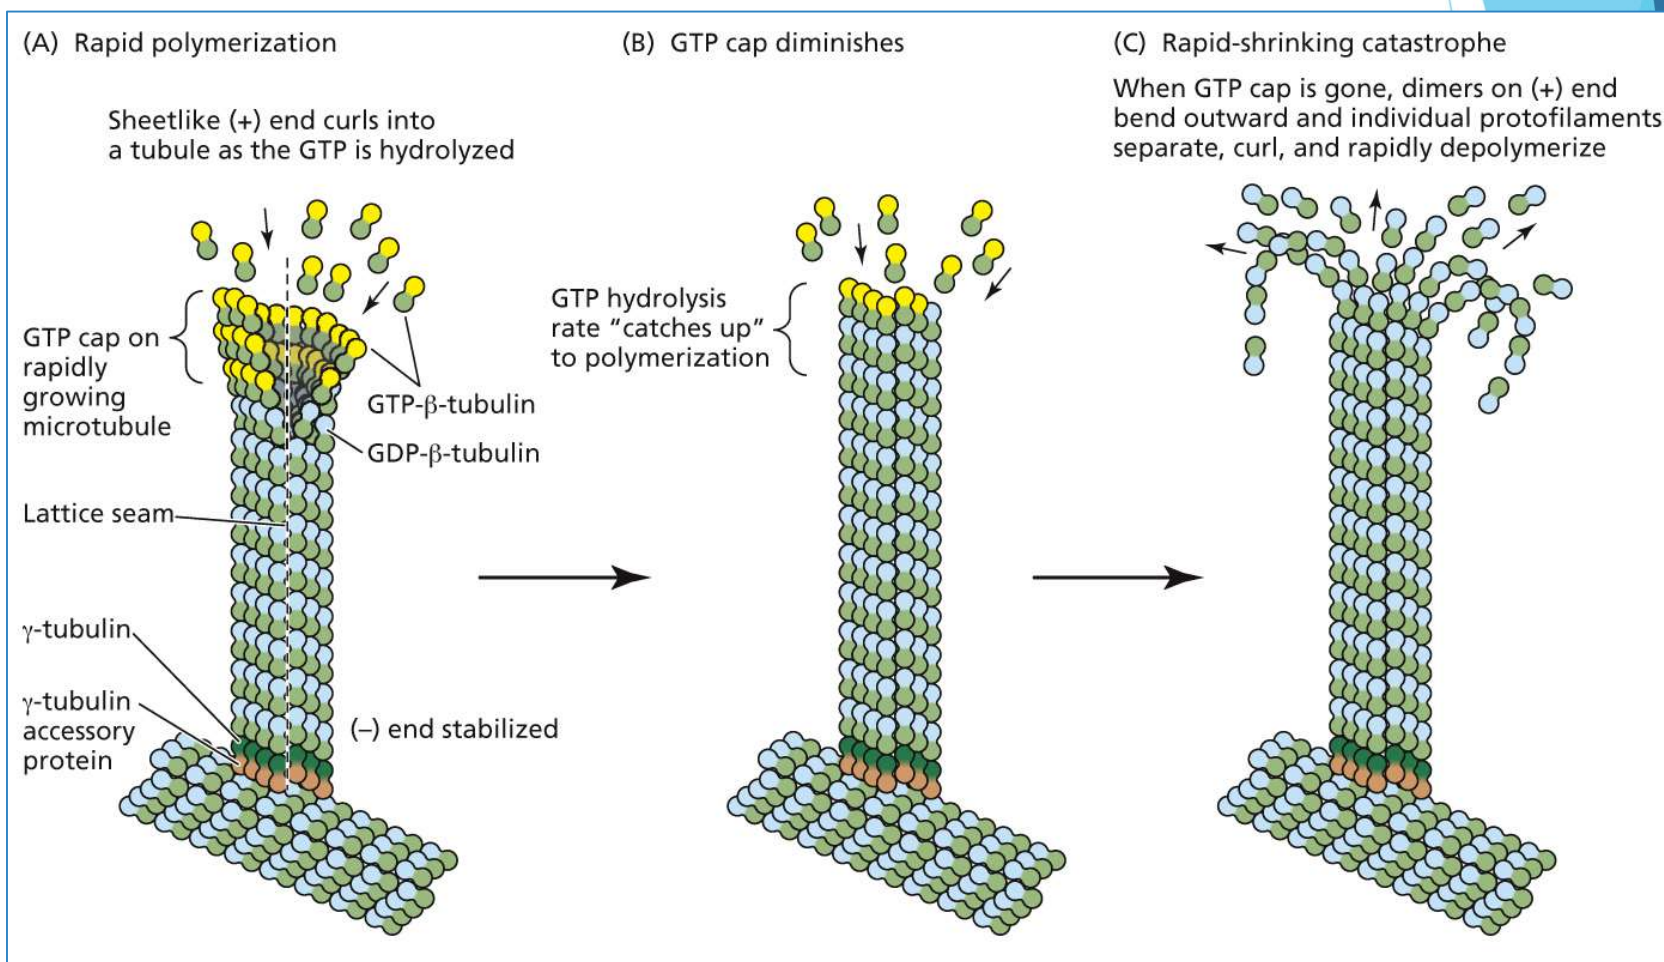 (A) Rapid polymerization
Sheetlike (+) end curls into
a tubule as the GTP is hydrolyzed
GTP cap on
rapidly
growing
microtubule
GTP-β-tubulin
GDP-β-tubulin
Lattice seam
γ-tubulin
γ-tubulin
accessory
protein
(–) end stabilized
(B) GTP cap diminishes
GTP hydrolysis
rate “catches up”
to polymerization
(C) Rapid-shrinking catastrophe
When GTP cap is gone, dimers on (+) end
bend outward and individual protofilaments
separate, curl, and rapidly depolymerize